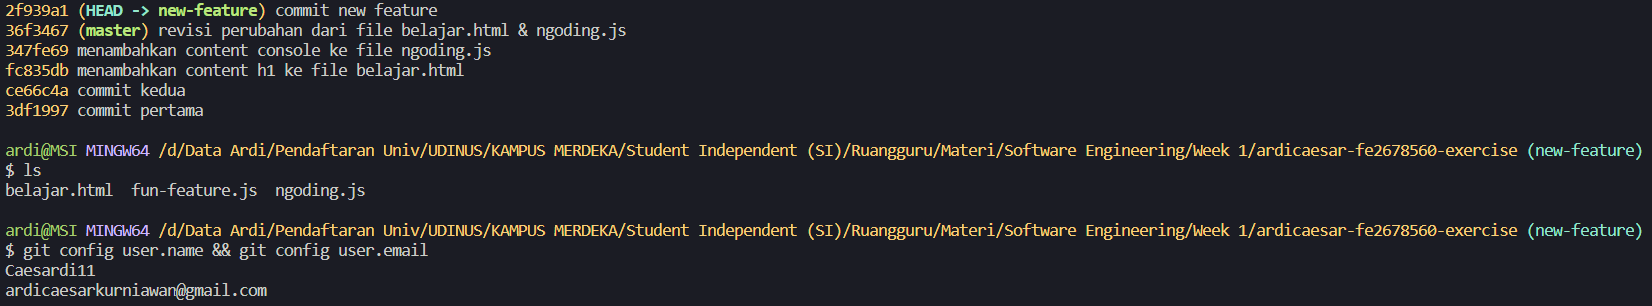 2f939a1 (HEAD -> new-feature) commit new feature
36f3467 (master) revisi perubahan dari file belajar.html & ngoding.js
347fe69 menambahkan content console ke file ngoding.js
fc835db menambahkan content h1 ke file belajar.html
ce66c4a commit kedua
3df1997 commit pertama
ardi@MSI MINGW64 /d/Data Ardi/Pendaftaran Univ/UDINUS/KAMPUS MERDEKA/Student Independent (SI)/Ruangguru/Materi/Software Engineering/Week 1/ardicaesar-fe2678560-exercise (new-feature)
$ ls
belajar.html  fun-feature.js  ngoding.js
ardi@MSI MINGW64 /d/Data Ardi/Pendaftaran Univ/UDINUS/KAMPUS MERDEKA/Student Independent (SI)/Ruangguru/Materi/Software Engineering/Week 1/ardicaesar-fe2678560-exercise (new-feature)
$ git config user.name && git config user.email
Caesardi11
ardicaesarkurniawan@gmail.com